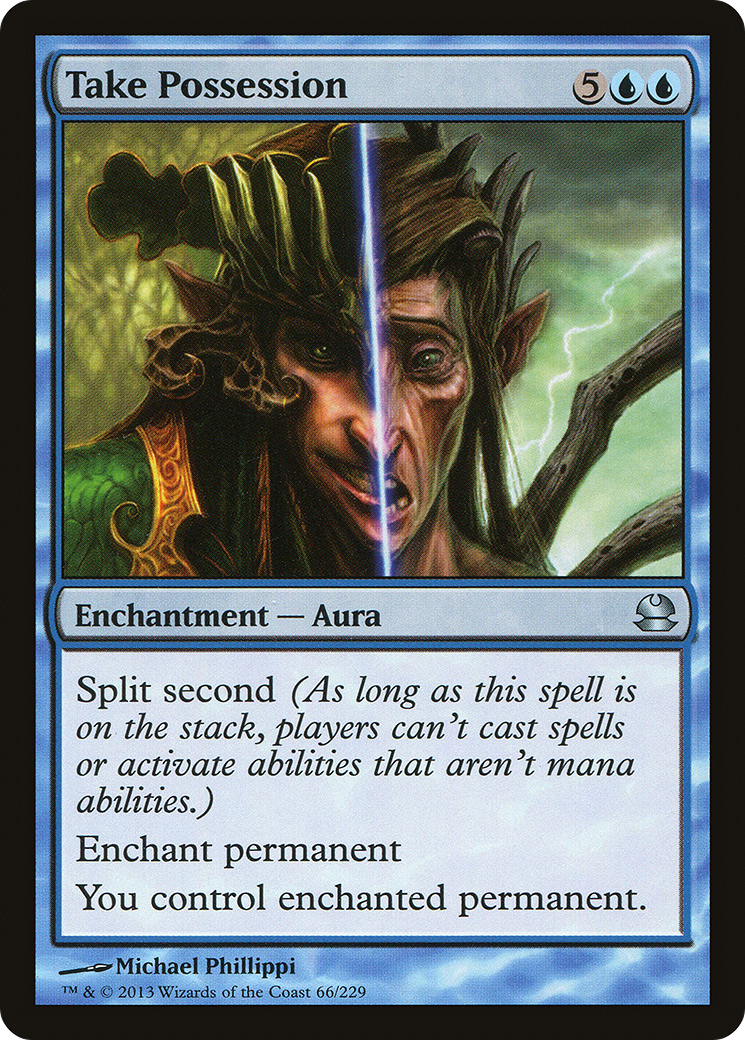 Take Possession 5
Enchantment — Aura
Split second (As long as this spell is
on the stack, players can't cast spells
or activate abilities that aren't mana
abilities.)
Enchant permanent
You control enchanted permanent.
Michael Phillippi
™ & © 2013 Wizards of the Coast 66/229